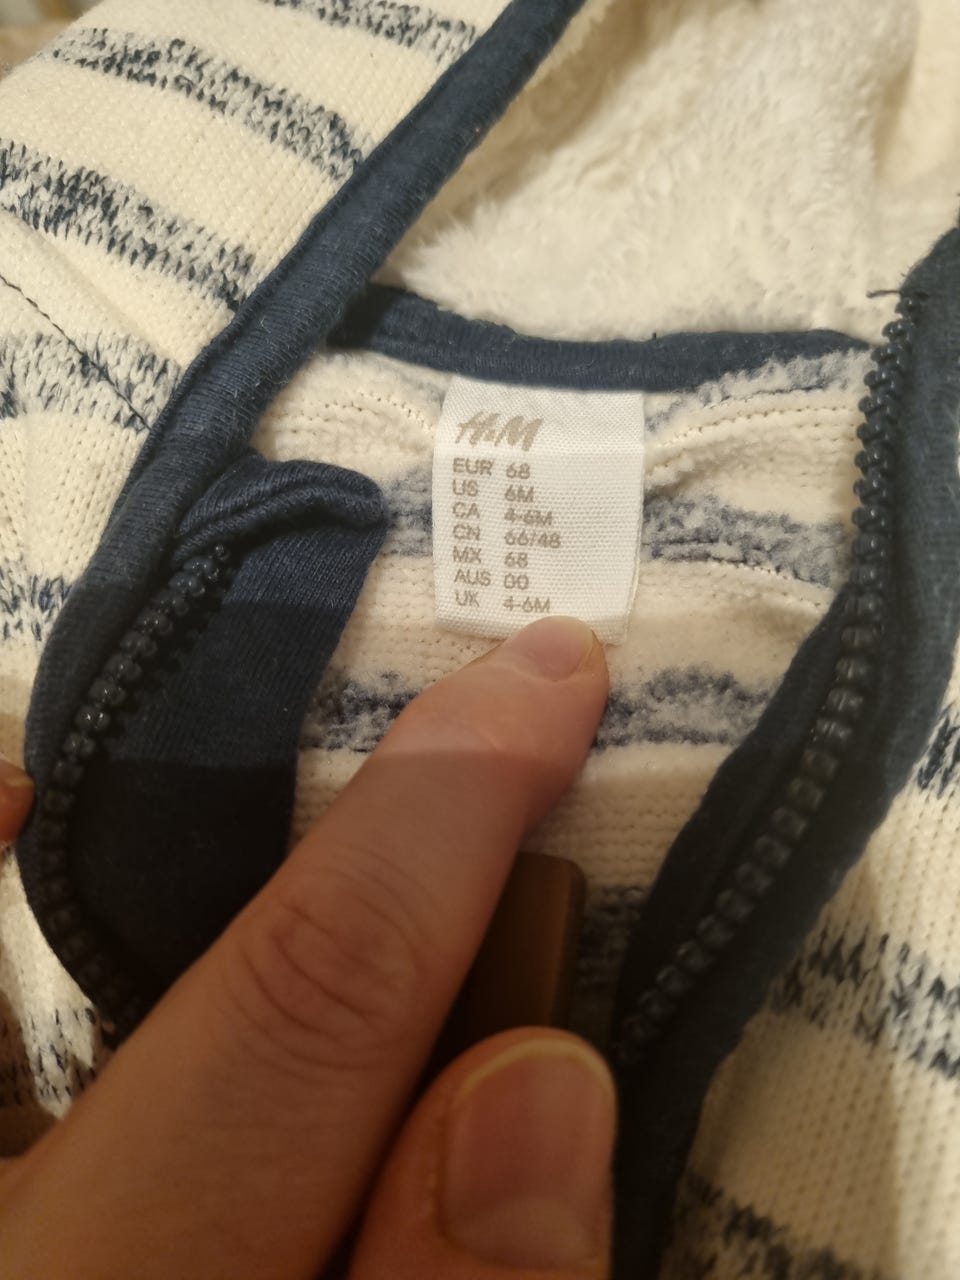 H&M
EUR 68
US 6M
CA 4-6M
CN 66/48
MX 68
AUS 00
UK 4-6M